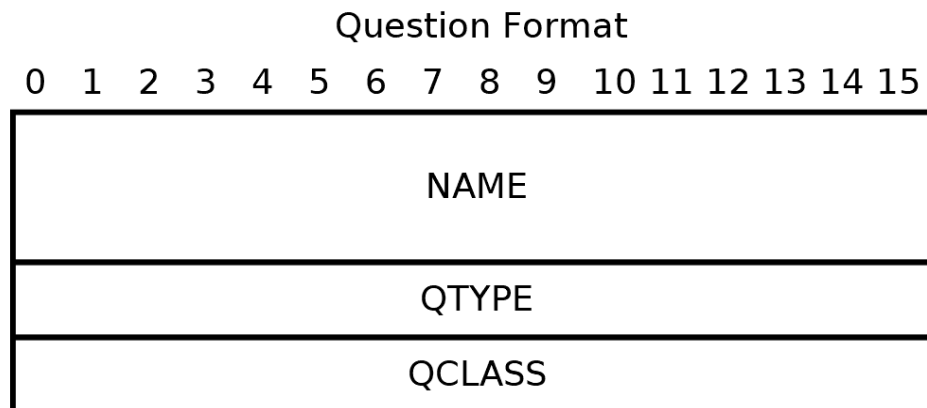 Question Format
0 1 2 3 4 5 6 7 8 9 10 11 12 13 14 15
NAME
QTYPE
QCLASS